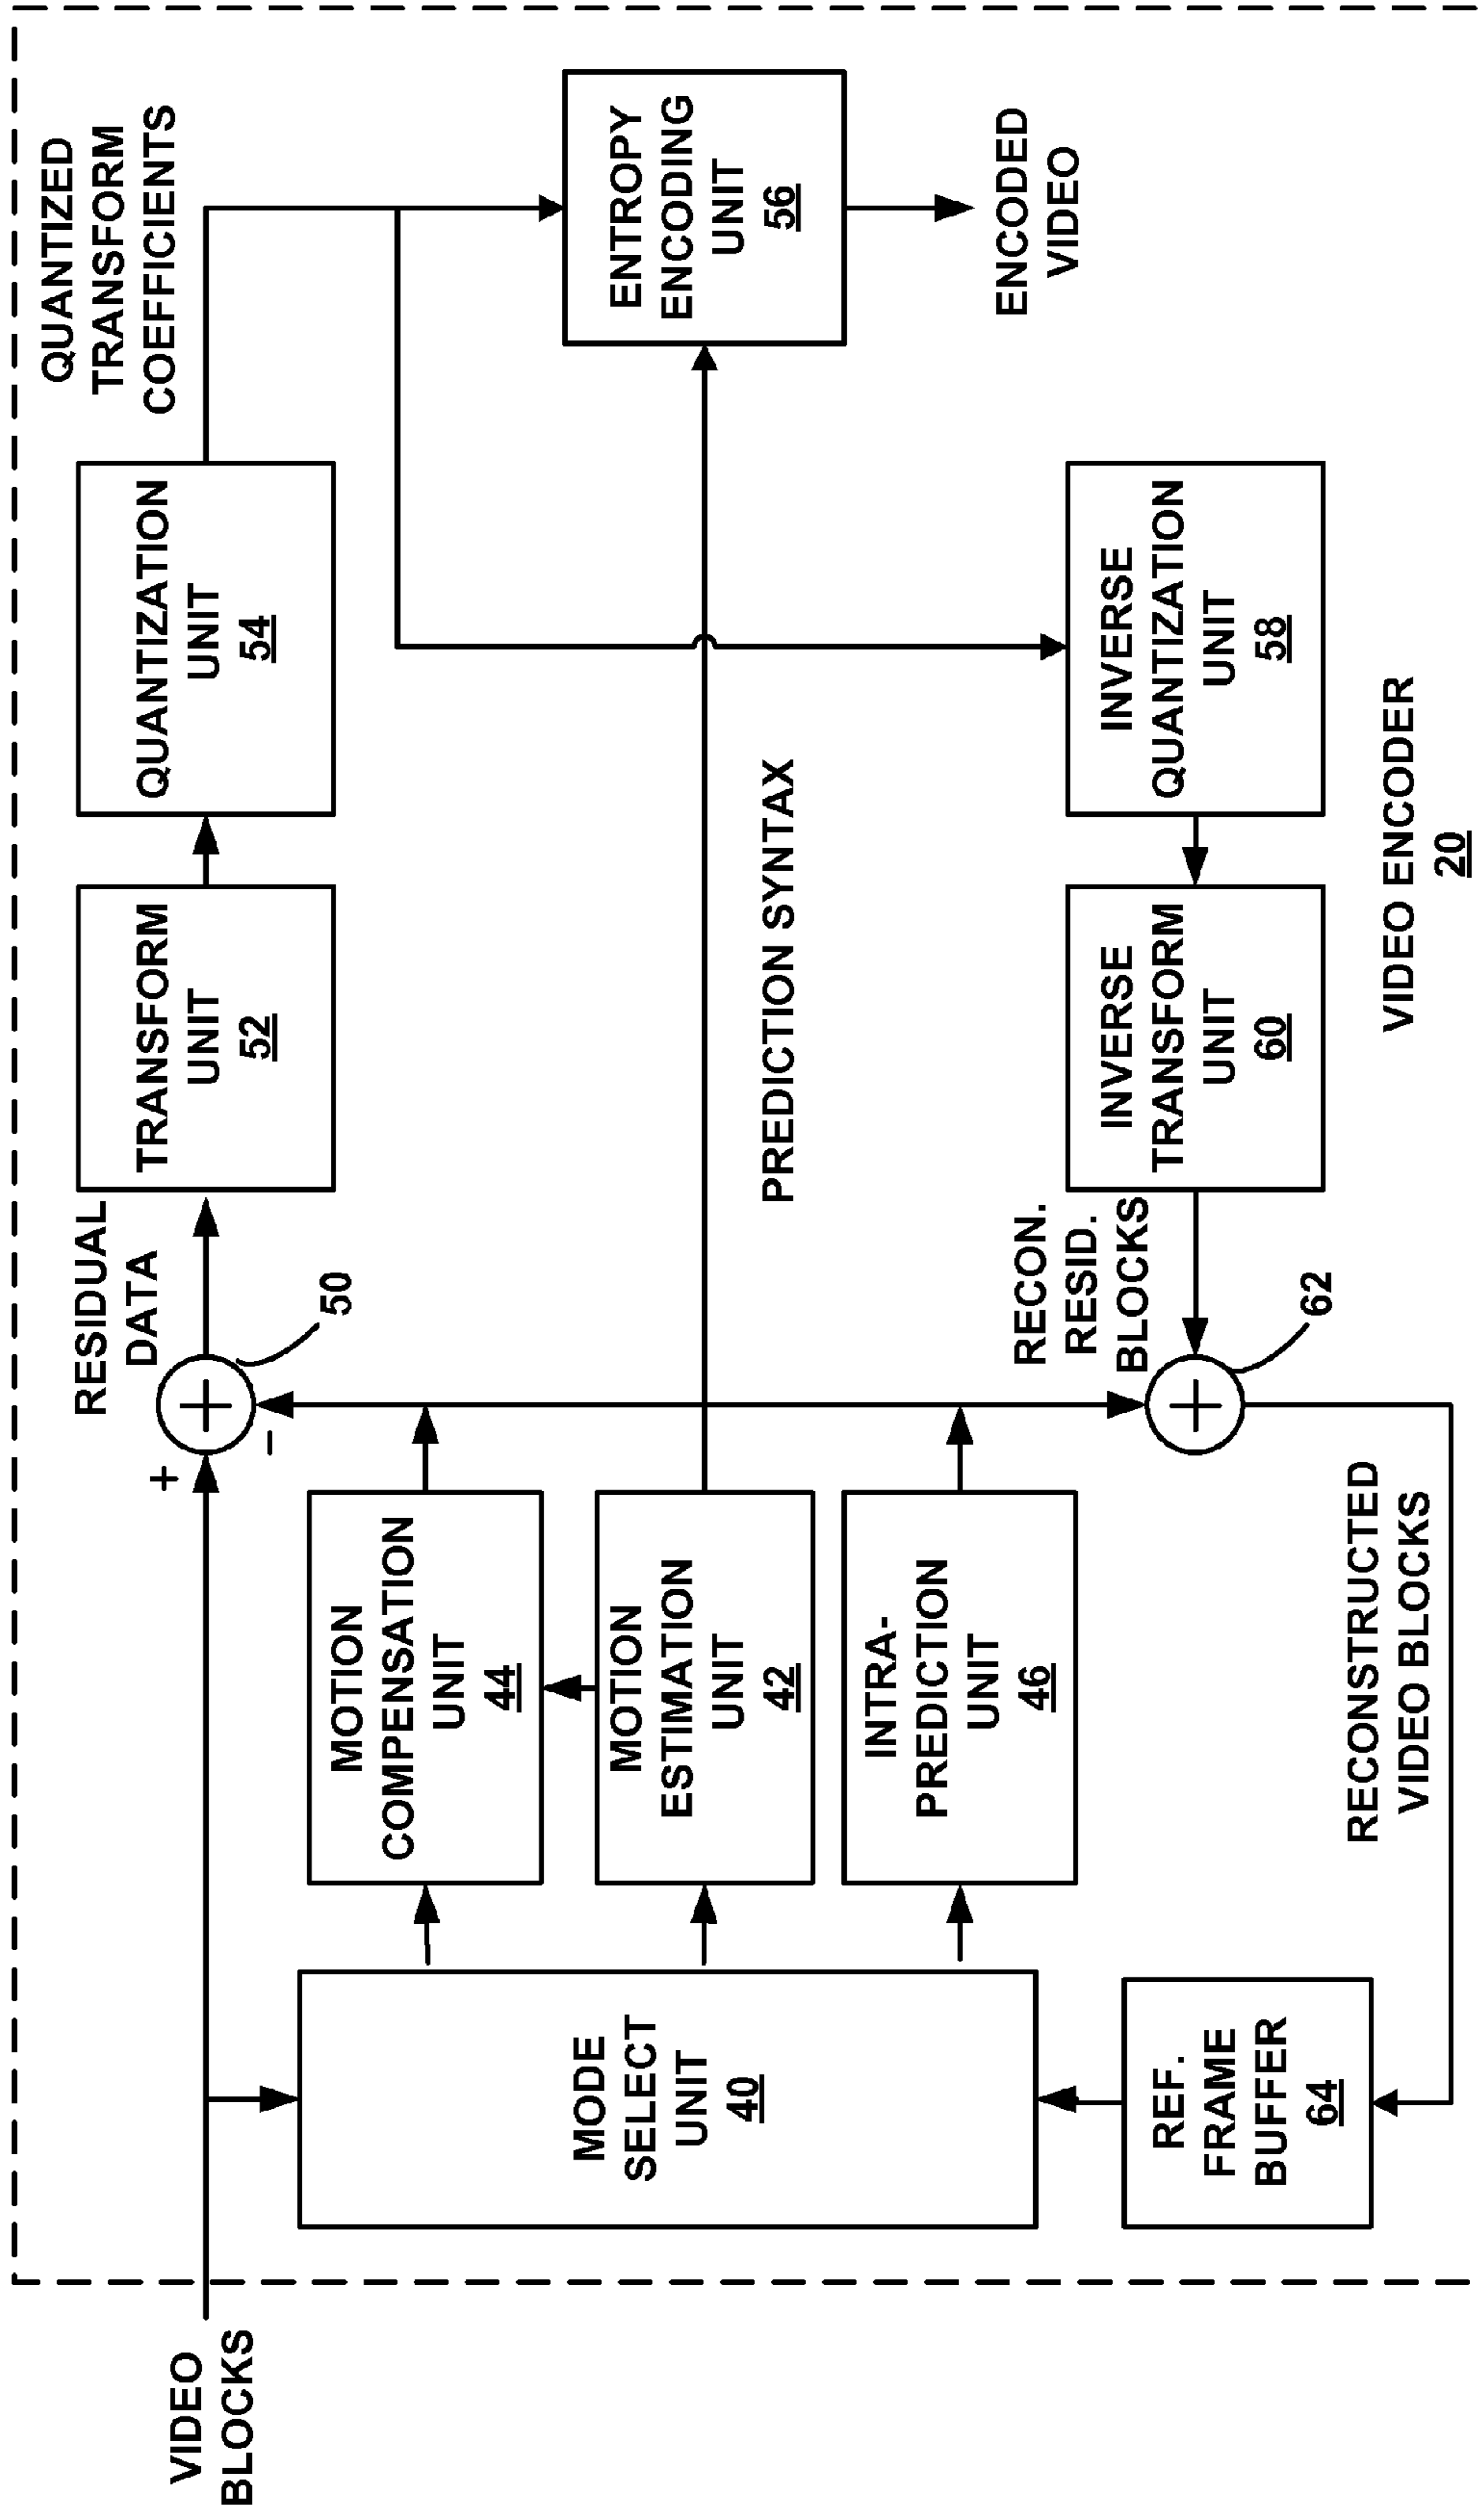 QUANTIZED
TRANSFORM
COEFFICIENTS
RESIDUAL
DATA
TRANSFORM
UNIT
52
QUANTIZATION
UNIT
54
VIDEO
BLOCKS
+
-
50
MOTION
COMPENSATION
UNIT
44
MODE
SELECT
UNIT
40
MOTION
ESTIMATION
UNIT
42
ENTROPY
ENCODING
UNIT
56
PREDICTION SYNTAX
INTRA-
PREDICTION
UNIT
46
ENCODED
VIDEO
RECON.
RESID.
BLOCKS
INVERSE
TRANSFORM
UNIT
60
INVERSE
QUANTIZATION
UNIT
58
REF.
FRAME
BUFFER
64
62
RECONSTRUCTED
VIDEO BLOCKS
VIDEO ENCODER
20